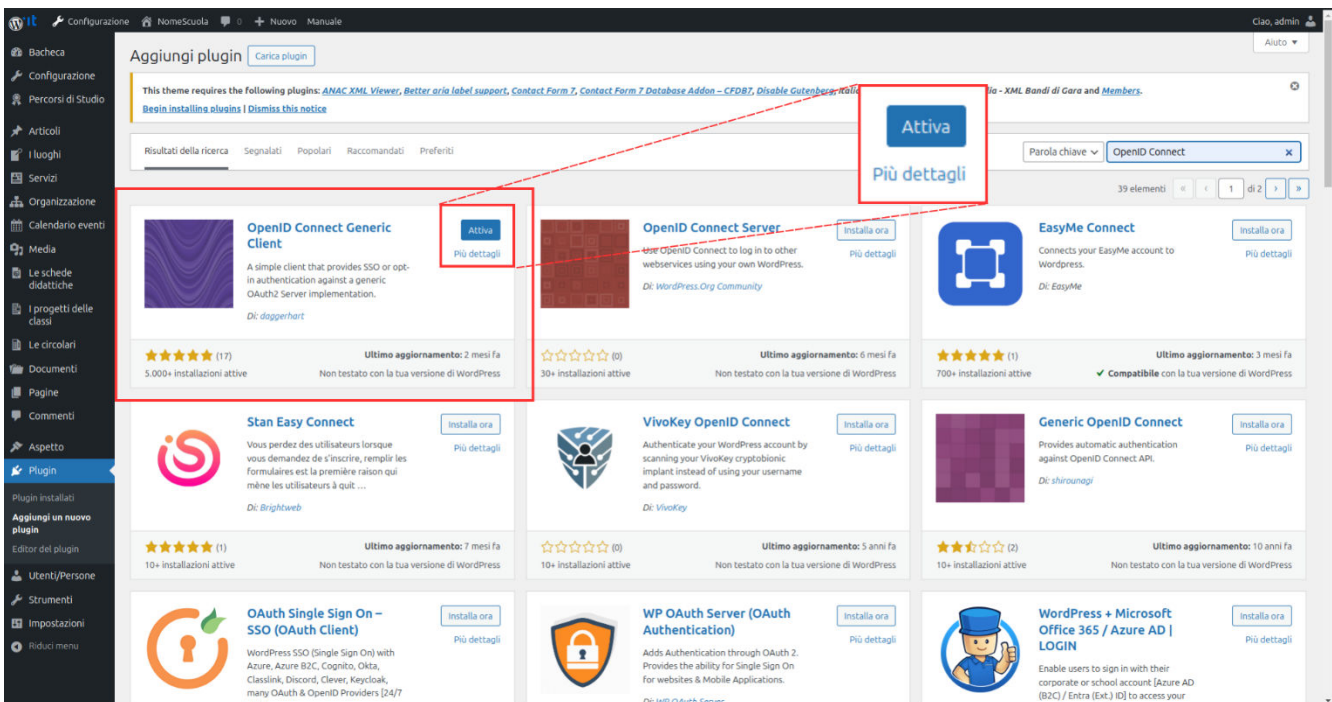 it Configurazione NomeScuola 0 + Nuovo Manuale Ciao, admin
Bacheca
Configurazione
Percorsi di Studio
Articoli
I luoghi
Servizi
Organizzazione
Calendario eventi
Media
Le schede
didattiche
I progetti delle
classi
Le circolari
Documenti
Pagine
Commenti
Aspetto
Plugin
Plugin installati
Aggiungi un nuovo
plugin
Editor del plugin
Utenti/Persone
Strumenti
Impostazioni
Riduci menu
Aiuto
Aggiungi plugin Carica plugin
This theme requires the following plugins: ANAC XML Viewer, Better aria label support, Contact Form 7, Contact Form 7 Database Addon – CFDB7, Disable Gutenberg, - XML Bandi di Gara and Members.
Begin installing plugins | Dismiss this notice
Attiva
Più dettagli
Risultati della ricerca Segnalati Popolari Raccomandati Preferiti Parola chiave OpenID Connect
39 elementi « ‹ 1 di 2 › »
OpenID Connect Generic
Client
Attiva
Più dettagli
A simple client that provides SSO or opt-
in authentication against a generic
OAuth2 Server implementation.
Di: daggerhart
(17) Ultimo aggiornamento: 2 mesi fa
5.000+ installazioni attive Non testato con la tua versione di WordPress
OpenID Connect Server
Installa ora
Più dettagli
Use OpenID Connect to log in to other
webservices using your own WordPress.
Di: WordPress.Org Community
(0) Ultimo aggiornamento: 6 mesi fa
30+ installazioni attive Non testato con la tua versione di WordPress
EasyMe Connect
Installa ora
Più dettagli
Connects your EasyMe account to
Wordpress.
Di: EasyMe
(1) Ultimo aggiornamento: 3 mesi fa
700+ installazioni attive ✓ Compatibile con la tua versione di WordPress
Stan Easy Connect
Installa ora
Più dettagli
Vous perdez des utilisateurs lorsque
vous demandez de s'inscrire, remplir les
formulaires est la première raison qui
mène les utilisateurs à quit …
Di: Brightweb
(1) Ultimo aggiornamento: 7 mesi fa
10+ installazioni attive Non testato con la tua versione di WordPress
VivoKey OpenID Connect
Installa ora
Più dettagli
Authenticate your WordPress account by
scanning your VivoKey cryptobionic
implant instead of using your username
and password.
Di: VivoKey
(0) Ultimo aggiornamento: 5 anni fa
10+ installazioni attive Non testato con la tua versione di WordPress
Generic OpenID Connect
Installa ora
Più dettagli
Provides automatic authentication
against OpenID Connect API.
Di: shirounagi
(2) Ultimo aggiornamento: 10 anni fa
10+ installazioni attive Non testato con la tua versione di WordPress
OAuth Single Sign On –
SSO (OAuth Client)
Installa ora
Più dettagli
WordPress SSO (Single Sign On) with
Azure, Azure B2C, Cognito, Okta,
Classlink, Discord, Clever, Keycloak,
many OAuth & OpenID Providers [24/7
WP OAuth Server (OAuth
Authentication)
Installa ora
Più dettagli
Adds Authentication through OAuth 2.
Provides the ability for Single Sign On
for websites & Mobile Applications.
Di: WP OAuth Server
WordPress + Microsoft
Office 365 / Azure AD |
LOGIN
Installa ora
Più dettagli
Enable users to sign in with their
corporate or school account [Azure AD
(B2C) / Entra (Ext.) ID] to access your